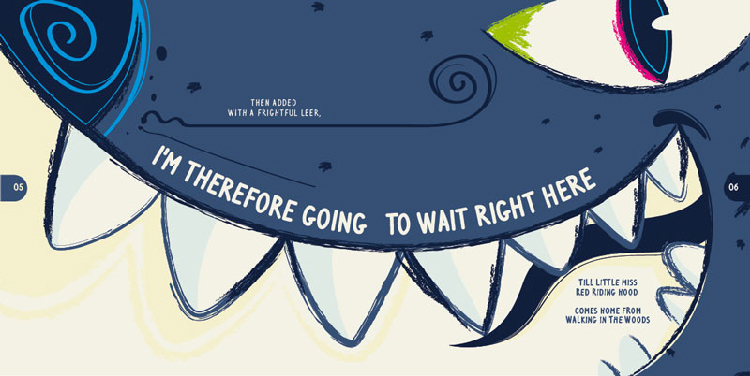 THEN ADDED
WITH A FRIGHTFUL LEER,
I'M THEREFORE GOING TO WAIT RIGHT HERE
05
06
TILL LITTLE MISS
RED RIDING HOOD
COMES HOME FROM
WALKING IN THE WOODS